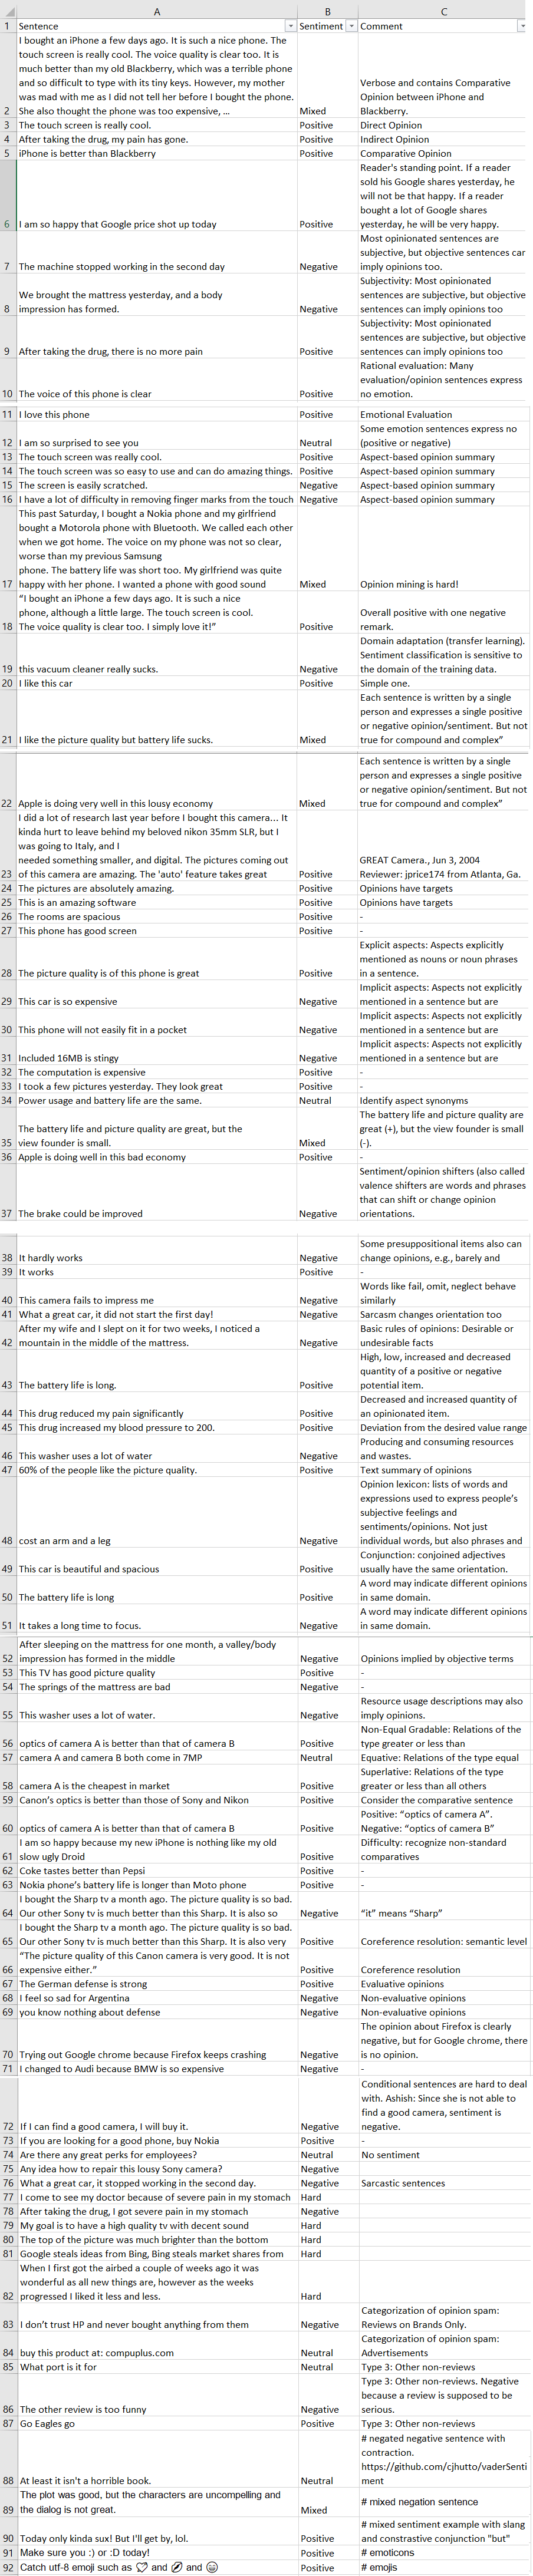 A B C
1 Sentence Sentiment Comment
I bought an iPhone a few days ago. It is such a nice phone. The
touch screen is really cool. The voice quality is clear too. It is
much better than my old Blackberry, which was a terrible phone
and so difficult to type with its tiny keys. However, my mother
was mad with me as I did not tell her before I bought the phone.
She also thought the phone was too expensive, ...
2 Mixed
Verbose and contains Comparative
Opinion between iPhone and
Blackberry.
3 The touch screen is really cool. Positive Direct Opinion
4 After taking the drug, my pain has gone. Positive Indirect Opinion
5 iPhone is better than Blackberry Positive Comparative Opinion
6 I am so happy that Google price shot up today Positive
Reader's standing point. If a reader
sold his Google shares yesterday, he
will not be that happy. If a reader
bought a lot of Google shares
yesterday, he will be very happy.
7 The machine stopped working in the second day Negative
Most opinionated sentences are
subjective, but objective sentences can
imply opinions too.
We brought the mattress yesterday, and a body
8 impression has formed. Negative
Subjectivity: Most opinionated
sentences are subjective, but objective
sentences can imply opinions too
9 After taking the drug, there is no more pain Positive
Subjectivity: Most opinionated
sentences are subjective, but objective
sentences can imply opinions too
10 The voice of this phone is clear Positive
Rational evaluation: Many
evaluation/opinion sentences express
no emotion.
11 I love this phone Positive Emotional Evaluation
12 I am so surprised to see you Neutral
Some emotion sentences express no
(positive or negative)
13 The touch screen was really cool. Positive Aspect-based opinion summary
14 The touch screen was so easy to use and can do amazing things. Positive Aspect-based opinion summary
15 The screen is easily scratched. Negative Aspect-based opinion summary
16 I have a lot of difficulty in removing finger marks from the touch Negative Aspect-based opinion summary
This past Saturday, I bought a Nokia phone and my girlfriend
bought a Motorola phone with Bluetooth. We called each other
when we got home. The voice on my phone was not so clear,
worse than my previous Samsung
phone. The battery life was short too. My girlfriend was quite
17 happy with her phone. I wanted a phone with good sound Mixed Opinion mining is hard!
“I bought an iPhone a few days ago. It is such a nice
phone, although a little large. The touch screen is cool.
18 The voice quality is clear too. I simply love it!” Positive
Overall positive with one negative
remark.
19 this vacuum cleaner really sucks. Negative
Domain adaptation (transfer learning).
Sentiment classification is sensitive to
the domain of the training data.
20 I like this car Positive Simple one.
21 I like the picture quality but battery life sucks. Mixed
Each sentence is written by a single
person and expresses a single positive
or negative opinion/sentiment. But not
true for compound and complex”
22 Apple is doing very well in this lousy economy Mixed
Each sentence is written by a single
person and expresses a single positive
or negative opinion/sentiment. But not
true for compound and complex”
I did a lot of research last year before I bought this camera... It
kinda hurt to leave behind my beloved nikon 35mm SLR, but I
was going to Italy, and I
needed something smaller, and digital. The pictures coming out
23 of this camera are amazing. The 'auto' feature takes great Positive
GREAT Camera., Jun 3, 2004
Reviewer: jprice174 from Atlanta, Ga.
24 The pictures are absolutely amazing. Positive Opinions have targets
25 This is an amazing software Positive Opinions have targets
26 The rooms are spacious Positive -
27 This phone has good screen Positive -
28 The picture quality is of this phone is great Positive
Explicit aspects: Aspects explicitly
mentioned as nouns or noun phrases
in a sentence.
29 This car is so expensive Negative
Implicit aspects: Aspects not explicitly
mentioned in a sentence but are
30 This phone will not easily fit in a pocket Negative
Implicit aspects: Aspects not explicitly
mentioned in a sentence but are
31 Included 16MB is stingy Negative
Implicit aspects: Aspects not explicitly
mentioned in a sentence but are
32 The computation is expensive Positive -
33 I took a few pictures yesterday. They look great Positive -
34 Power usage and battery life are the same. Neutral Identify aspect synonyms
The battery life and picture quality are great, but the
35 view founder is small. Mixed
The battery life and picture quality are
great (+), but the view founder is small
(-).
36 Apple is doing well in this bad economy Positive -
37 The brake could be improved Negative
Sentiment/opinion shifters (also called
valence shifters are words and phrases
that can shift or change opinion
orientations.
38 It hardly works Negative
Some presuppositional items also can
change opinions, e.g., barely and
39 It works Positive -
40 This camera fails to impress me Negative
Words like fail, omit, neglect behave
similarly
41 What a great car, it did not start the first day! Negative Sarcasm changes orientation too
After my wife and I slept on it for two weeks, I noticed a
42 mountain in the middle of the mattress. Negative
Basic rules of opinions: Desirable or
undesirable facts
43 The battery life is long. Positive
High, low, increased and decreased
quantity of a positive or negative
potential item.
44 This drug reduced my pain significantly Positive
Decreased and increased quantity of
an opinionated item.
45 This drug increased my blood pressure to 200. Positive Deviation from the desired value range
46 This washer uses a lot of water Negative
Producing and consuming resources
and wastes.
47 60% of the people like the picture quality. Positive Text summary of opinions
48 cost an arm and a leg Negative
Opinion lexicon: lists of words and
expressions used to express people’s
subjective feelings and
sentiments/opinions. Not just
individual words, but also phrases and
49 This car is beautiful and spacious Positive
Conjunction: conjoined adjectives
usually have the same orientation.
50 The battery life is long Positive
A word may indicate different opinions
in same domain.
51 It takes a long time to focus. Negative
A word may indicate different opinions
in same domain.
After sleeping on the mattress for one month, a valley/body
52 impression has formed in the middle Negative Opinions implied by objective terms
53 This TV has good picture quality Positive -
54 The springs of the mattress are bad Negative -
55 This washer uses a lot of water. Negative
Resource usage descriptions may also
imply opinions.
56 optics of camera A is better than that of camera B Positive
Non-Equal Gradable: Relations of the
type greater or less than
57 camera A and camera B both come in 7MP Neutral Equative: Relations of the type equal
58 camera A is the cheapest in market Positive
Superlative: Relations of the type
greater or less than all others
59 Canon’s optics is better than those of Sony and Nikon Positive Consider the comparative sentence
60 optics of camera A is better than that of camera B Positive
Positive: “optics of camera A”.
Negative: “optics of camera B”
I am so happy because my new iPhone is nothing like my old
61 slow ugly Droid Positive
Difficulty: recognize non-standard
comparatives
62 Coke tastes better than Pepsi Positive -
63 Nokia phone’s battery life is longer than Moto phone Positive -
I bought the Sharp tv a month ago. The picture quality is so bad.
64 Our other Sony tv is much better than this Sharp. It is also so Negative “it” means “Sharp”
I bought the Sharp tv a month ago. The picture quality is so bad.
65 Our other Sony tv is much better than this Sharp. It is also very Positive Coreference resolution: semantic level
“The picture quality of this Canon camera is very good. It is not
66 expensive either.” Positive Coreference resolution
67 The German defense is strong Positive Evaluative opinions
68 I feel so sad for Argentina Negative Non-evaluative opinions
69 you know nothing about defense Negative Non-evaluative opinions
70 Trying out Google chrome because Firefox keeps crashing Negative
The opinion about Firefox is clearly
negative, but for Google chrome, there
is no opinion.
71 I changed to Audi because BMW is so expensive Negative -
72 If I can find a good camera, I will buy it. Negative
Conditional sentences are hard to deal
with. Ashish: Since she is not able to
find a good camera, sentiment is
negative.
73 If you are looking for a good phone, buy Nokia Positive -
74 Are there any great perks for employees? Neutral No sentiment
75 Any idea how to repair this lousy Sony camera? Negative
76 What a great car, it stopped working in the second day. Negative Sarcastic sentences
77 I come to see my doctor because of severe pain in my stomach Hard
78 After taking the drug, I got severe pain in my stomach Negative
79 My goal is to have a high quality tv with decent sound Hard
80 The top of the picture was much brighter than the bottom Hard
81 Google steals ideas from Bing, Bing steals market shares from Hard
When I first got the airbed a couple of weeks ago it was
wonderful as all new things are, however as the weeks
82 progressed I liked it less and less. Hard
83 I don’t trust HP and never bought anything from them Negative
Categorization of opinion spam:
Reviews on Brands Only.
84 buy this product at: compuplus.com Neutral
Categorization of opinion spam:
Advertisements
85 What port is it for Neutral Type 3: Other non-reviews
86 The other review is too funny Negative
Type 3: Other non-reviews. Negative
because a review is supposed to be
serious.
87 Go Eagles go Positive Type 3: Other non-reviews
88 At least it isn't a horrible book. Neutral
# negated negative sentence with
contraction.
https://github.com/cjhutto/vaderSenti
ment
The plot was good, but the characters are uncompelling and
89 the dialog is not great. Mixed # mixed negation sentence
90 Today only kinda sux! But I'll get by, lol. Positive
# mixed sentiment example with slang
and constrastive conjunction "but"
91 Make sure you :) or :D today! Positive # emoticons
92 Catch utf-8 emoji such as 💘 and 💋 and 😁 Positive # emojis